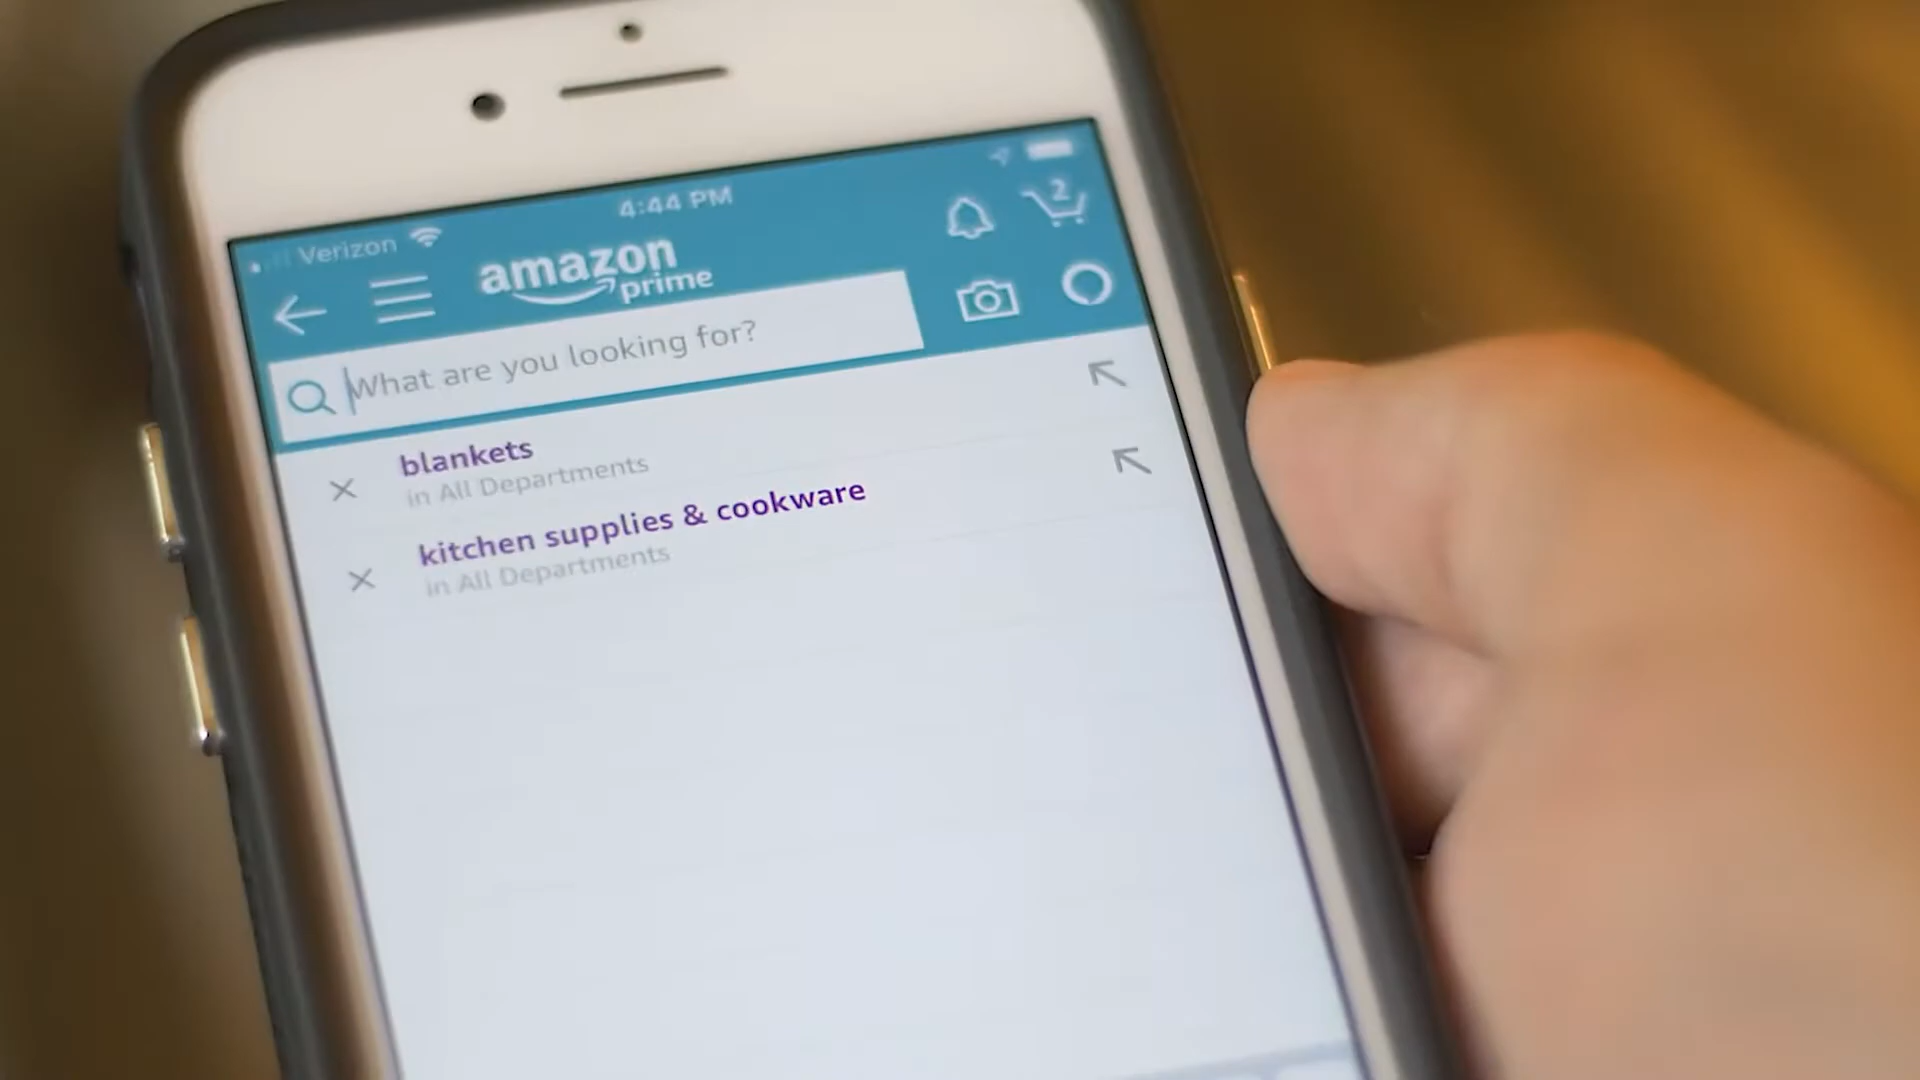 4:44 PM
Verizon
2
amazon
prime
What are you looking for?
blankets
in All Departments
kitchen supplies & cookware
in All Departments